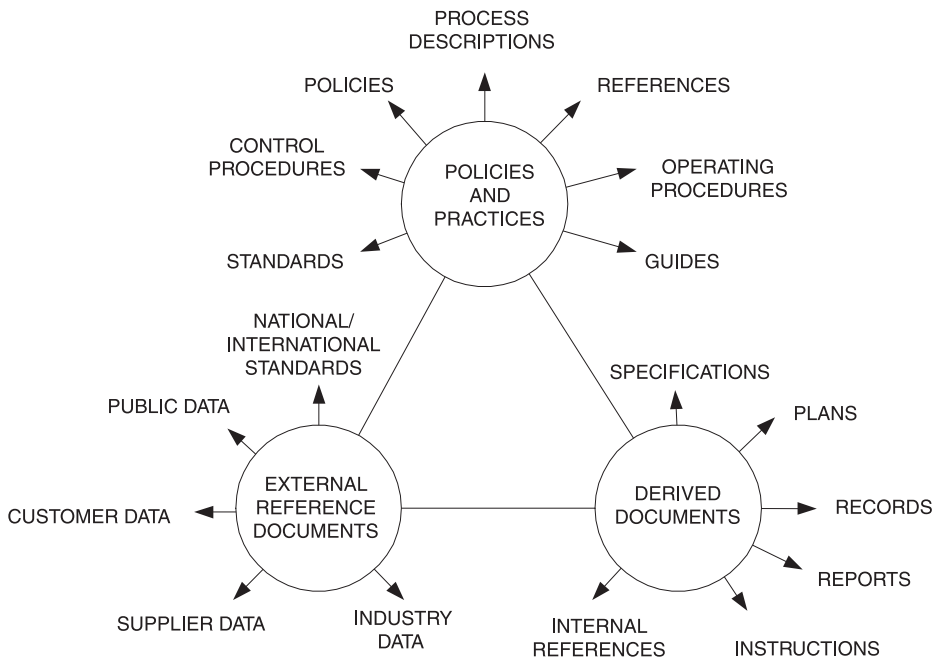 PROCESS
DESCRIPTIONS
POLICIES
REFERENCES
CONTROL
PROCEDURES
POLICIES
AND
PRACTICES
OPERATING
PROCEDURES
STANDARDS
GUIDES
NATIONAL/
INTERNATIONAL
STANDARDS
SPECIFICATIONS
PUBLIC DATA
PLANS
EXTERNAL
REFERENCE
DOCUMENTS
DERIVED
DOCUMENTS
CUSTOMER DATA
RECORDS
REPORTS
SUPPLIER DATA
INDUSTRY
DATA
INTERNAL
REFERENCES
INSTRUCTIONS